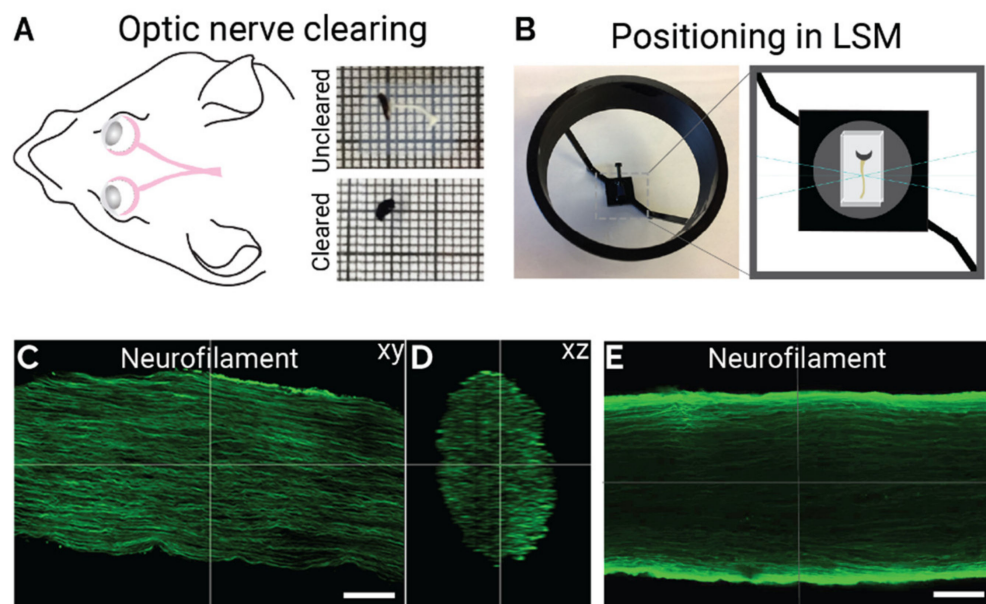 A
Optic nerve clearing
Uncleared
Cleared
B
Positioning in LSM
C
Neurofilament
xy
D
xz
E
Neurofilament